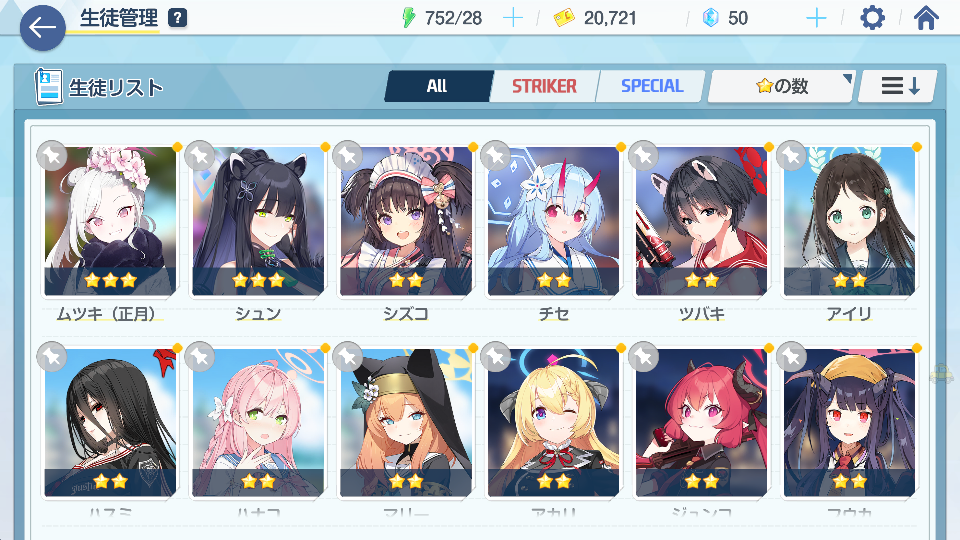 生徒管理 ?
752/28
20,721
50
生徒リスト
All
STRIKER
SPECIAL
の数
ムツキ（正月）
シュン
シズコ
チセ
ツバキ
アイリ
ハスミ
ハナコ
マリー
アカリ
ジュンコ
フウカ